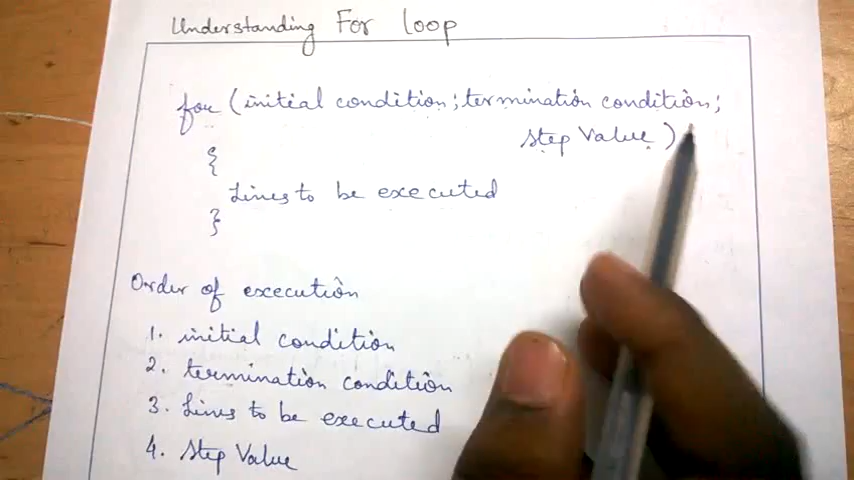 Understanding For loop
for (initial condition; termination condition;
step Value)
{
Lines to be executed
}
Order of execution
1. initial condition
2. termination condition
3. Lines to be executed
4. Step Value